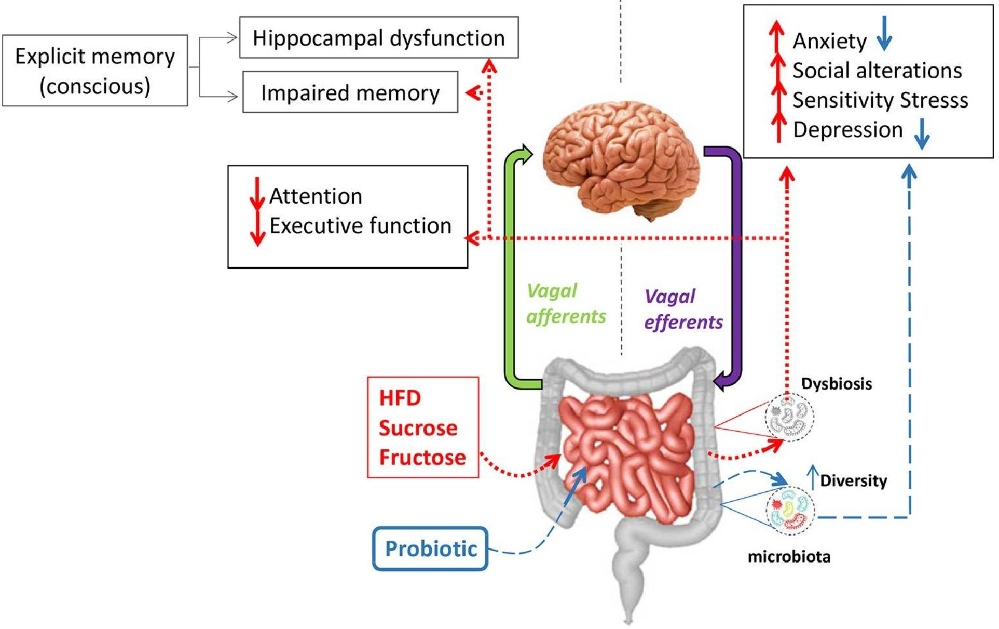 Explicit memory
(conscious)
Hippocampal dysfunction
Impaired memory
Anxiety
Social alterations
Sensitivity Stresss
Depression
Attention
Executive function
Vagal
afferents
Vagal
efferents
HFD
Sucrose
Fructose
Probiotic
Dysbiosis
Diversity
microbiota